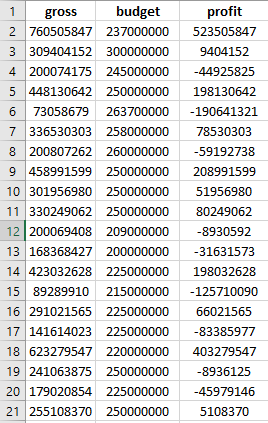 1 gross budget profit
2 760505847 237000000 523505847
3 309404152 300000000 9404152
4 200074175 245000000 -44925825
5 448130642 250000000 198130642
6 73058679 263700000 -190641321
7 336530303 258000000 78530303
8 200807262 260000000 -59192738
9 458991599 250000000 208991599
10 301956980 250000000 51956980
11 330249062 250000000 80249062
12 200069408 209000000 -8930592
13 168368427 200000000 -31631573
14 423032628 225000000 198032628
15 89289910 215000000 -125710090
16 291021565 225000000 66021565
17 141614023 225000000 -83385977
18 623279547 220000000 403279547
19 241063875 250000000 -8936125
20 179020854 225000000 -45979146
21 255108370 250000000 5108370